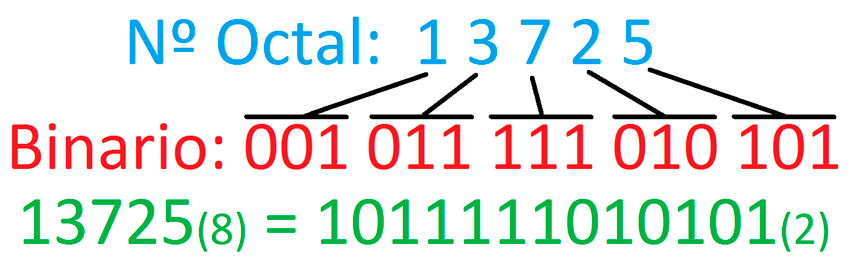 Nº Octal: 1 3 7 2 5
Binario: 001 011 111 010 101
13725(8) = 1011111010101(2)